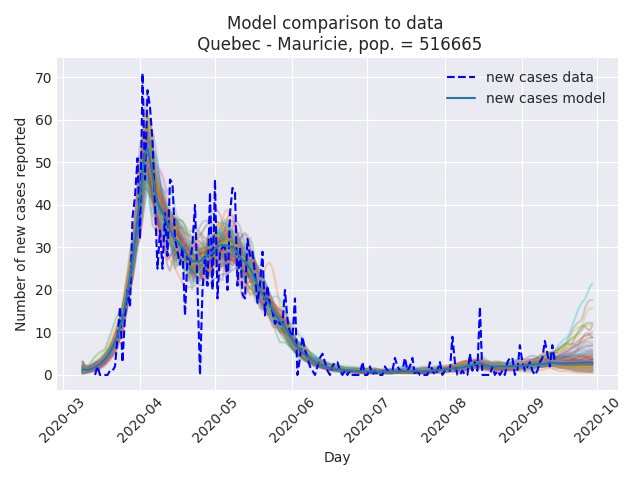 Model comparison to data
Quebec - Mauricie, pop. = 516665
new cases data
new cases model
Number of new cases reported
70
60
50
40
30
20
10
0
2020-03
2020-04
2020-05
2020-06
2020-07
2020-08
2020-09
2020-10
Day